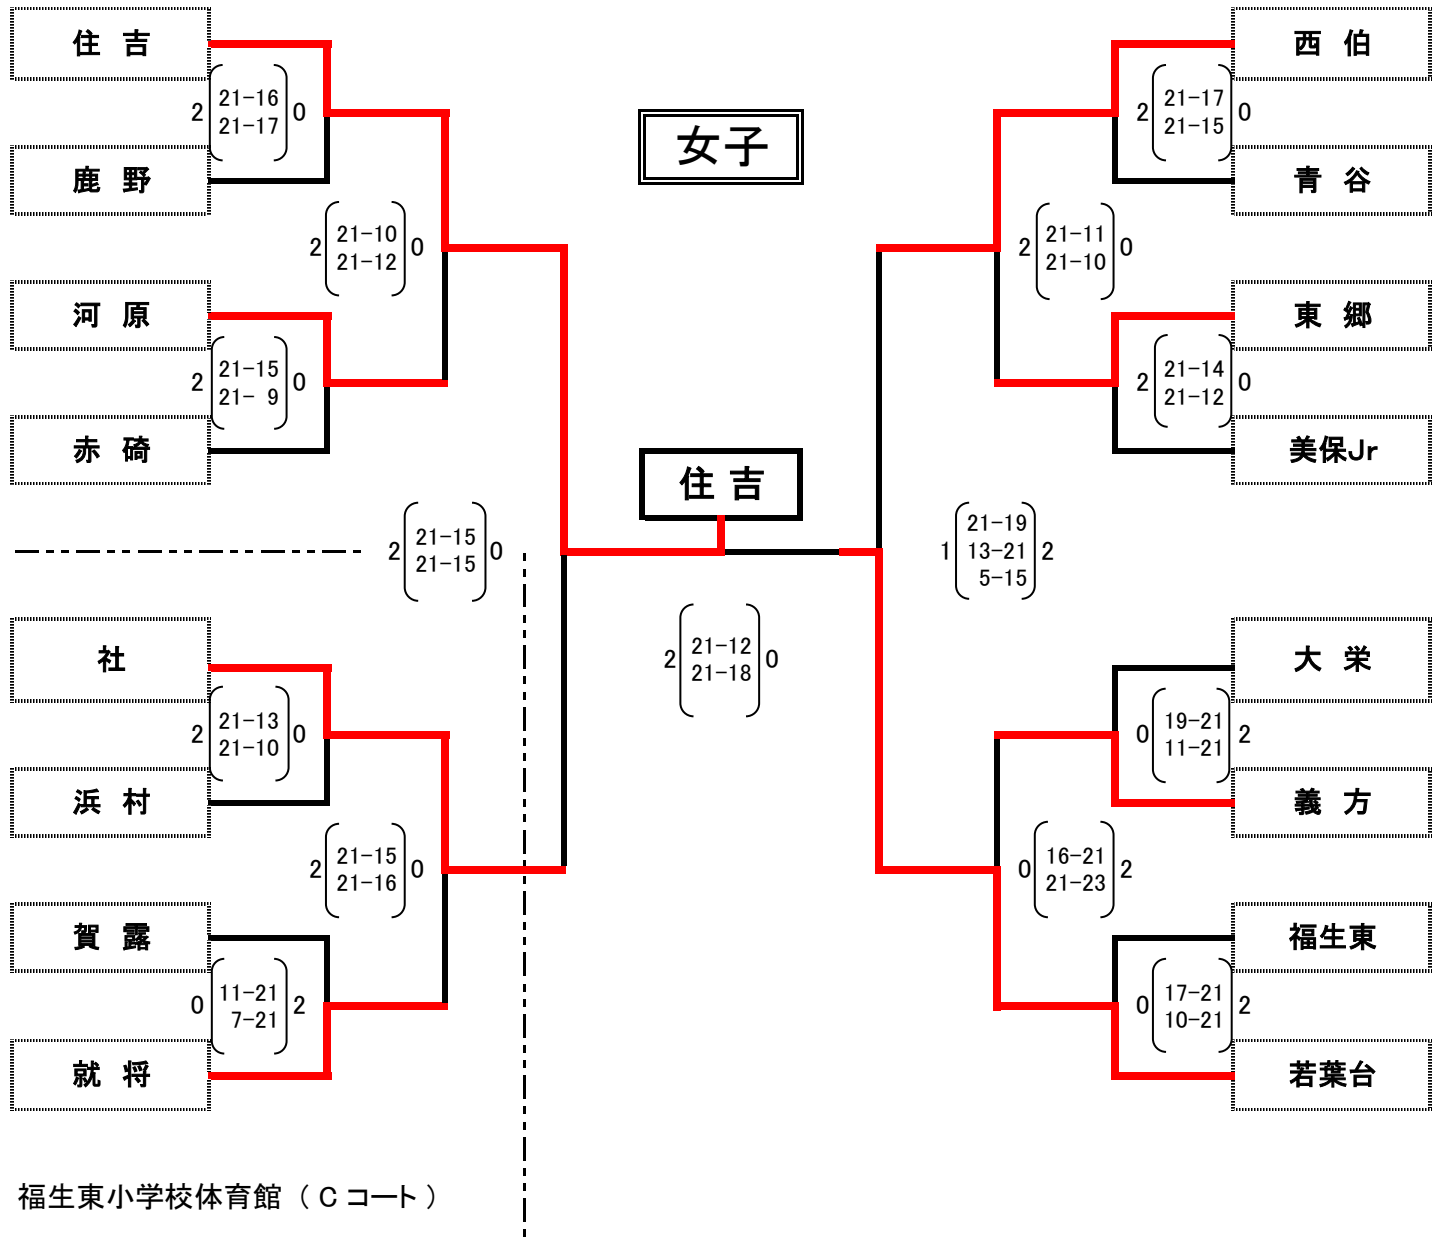 女子
住 吉
2 21-16 0
21-17
鹿 野
2 21-10 0
21-12
河 原
2 21-15 0
21- 9
赤 碕
2 21-15 0
21-15
社
2 21-13 0
21-10
浜 村
2 21-15 0
21-16
賀 露
0 11-21 2
7-21
就 将
福生東小学校体育館 （ C コート ）
住 吉
2 21-12 0
21-18
西 伯
2 21-17 0
21-15
青 谷
2 21-11 0
21-10
東 郷
2 21-14 0
21-12
美保Jr
21-19
1 13-21 2
5-15
大 栄
0 19-21 2
11-21
義 方
0 16-21 2
21-23
福生東
0 17-21 2
10-21
若葉台